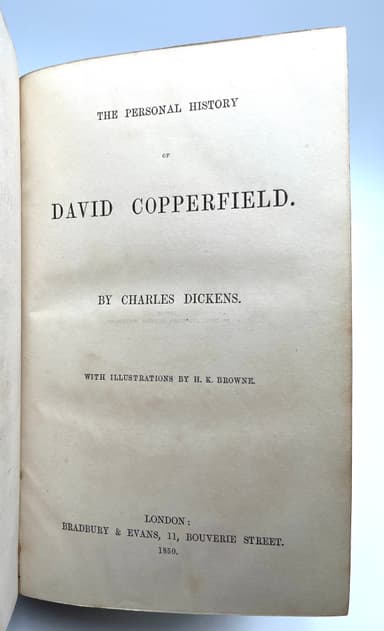 THE PERSONAL HISTORY
OF
DAVID COPPERFIELD.
BY CHARLES DICKENS.
WITH ILLUSTRATIONS BY H. K. BROWNE.
LONDON:
BRADBURY & EVANS, 11, BOUVERIE STREET.
1850.